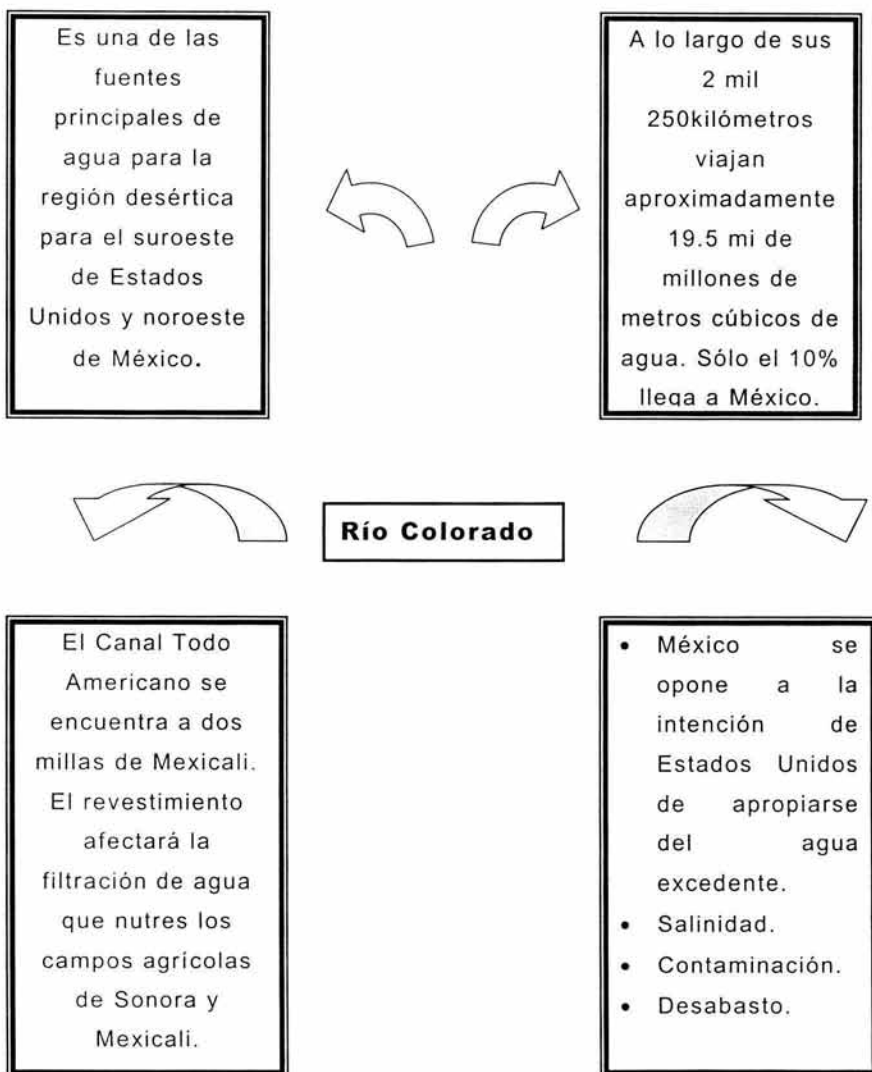 Es una de las
fuentes
principales de
agua para la
región desértica
para el suroeste
de Estados
Unidos y noroeste
de México.
A lo largo de sus
2 mil
250kilómetros
viajan
aproximadamente
19.5 mi de
millones de
metros cúbicos de
agua. Sólo el 10%
llega a México.
Río Colorado
El Canal Todo
Americano se
encuentra a dos
millas de Mexicali.
El revestimiento
afectará la
filtración de agua
que nutres los
campos agrícolas
de Sonora y
Mexicali.
• México se
opone a la
intención de
Estados Unidos
de apropiarse
del agua
excedente.
• Salinidad.
• Contaminación.
• Desabasto.